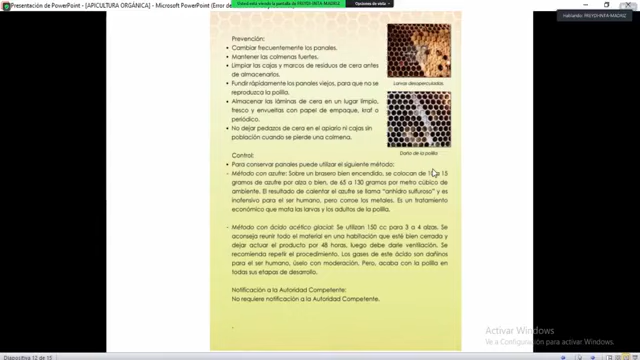 Presentación de PowerPoint - [APICULTURA ORGÁNICA] - Microsoft PowerPoint (Error de
Opciones de vista
Hablando: PREYDHNFA-MADRIZ
Prevención:
• Cambiar frecuentemente los panales.
• Mantener las colmenas fuertes.
• Limpiar las cajas y marcos de residuos de cera antes
de almacenarlos.
• Fundir rápidamente los panales viejos, para que no se
reproduzca la polilla.
• Almacenar las láminas de cera en un lugar limpio,
fresco y envueltas con papel de empaque, kraf o
periódico.
• No dejar pedazos de cera en el apiario ni cajas sin
población cuando se pierde una colmena.
Larvas desoperculadas
Daño de la polilla
Control:
• Para conservar panales puede utilizar el siguiente método:
- Método con azufre: Sobre un brasero bien encendido, se colocan de 15
gramos de azufre por alza o bien, de 65 a 130 gramos por metro cúbico de
ambiente. El resultado de calentar el azufre se llama "anhidro sulfuroso" y es
inofensivo para el ser humano, pero corroe los metales. Es un tratamiento
económico que mata las larvas y los adultos de la polilla.
- Método con ácido acético glacial: Se utilizan 150 cc para 3 a 4 alzas. Se
aconseja reunir todo el material en una habitación que esté bien cerrada y
dejar actuar el producto por 48 horas, luego debe darle ventilación. Se
recomienda repetir el procedimiento. Los gases de este ácido son dañinos
para el ser humano, úselo con moderación. Pero, acaba con la polilla en
todas sus etapas de desarrollo.
Notificación a la Autoridad Competente:
No requiere notificación a la Autoridad Competente.
Activar Windows
Ve a Configuración para activar Windows.
Diapositiva 12 de 15